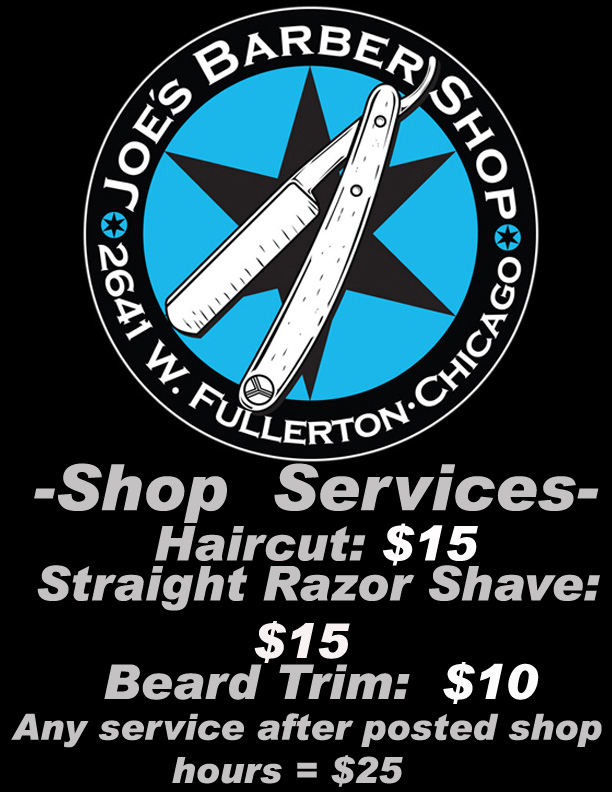 JOE'S BARBER SHOP
2641 W. FULLERTON · CHICAGO
-Shop Services-
Haircut: $15
Straight Razor Shave:
$15
Beard Trim: $10
Any service after posted shop
hours = $25